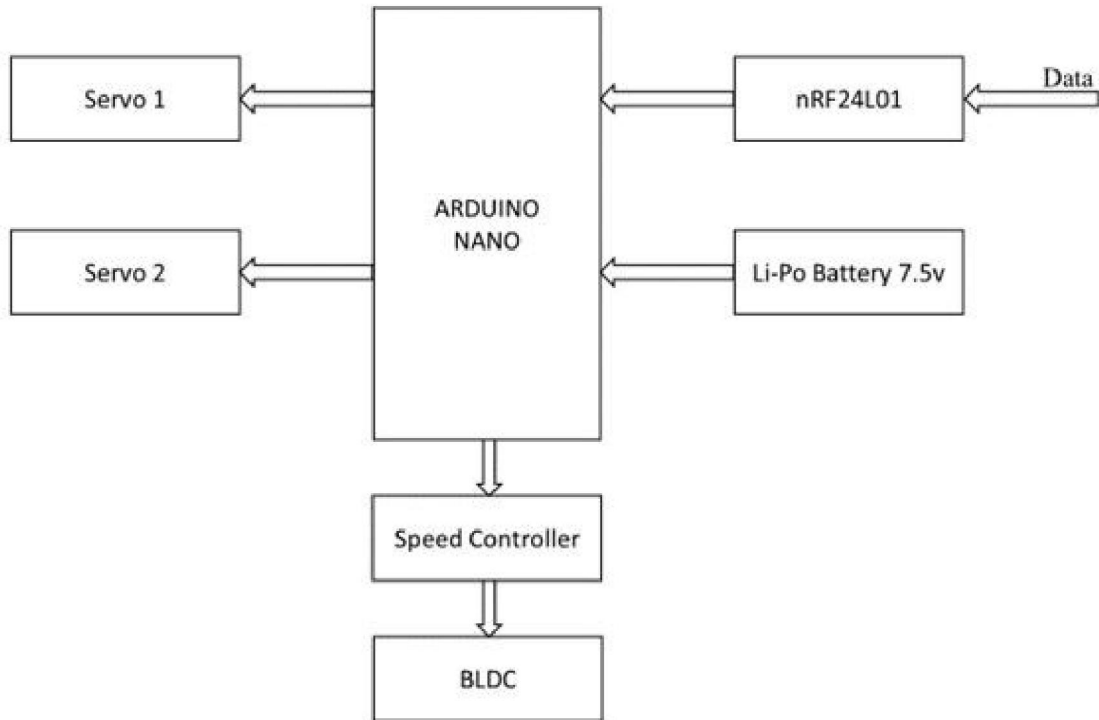 Servo 1
nRF24L01
Data
ARDUINO
NANO
Servo 2
Li-Po Battery 7.5v
Speed Controller
BLDC